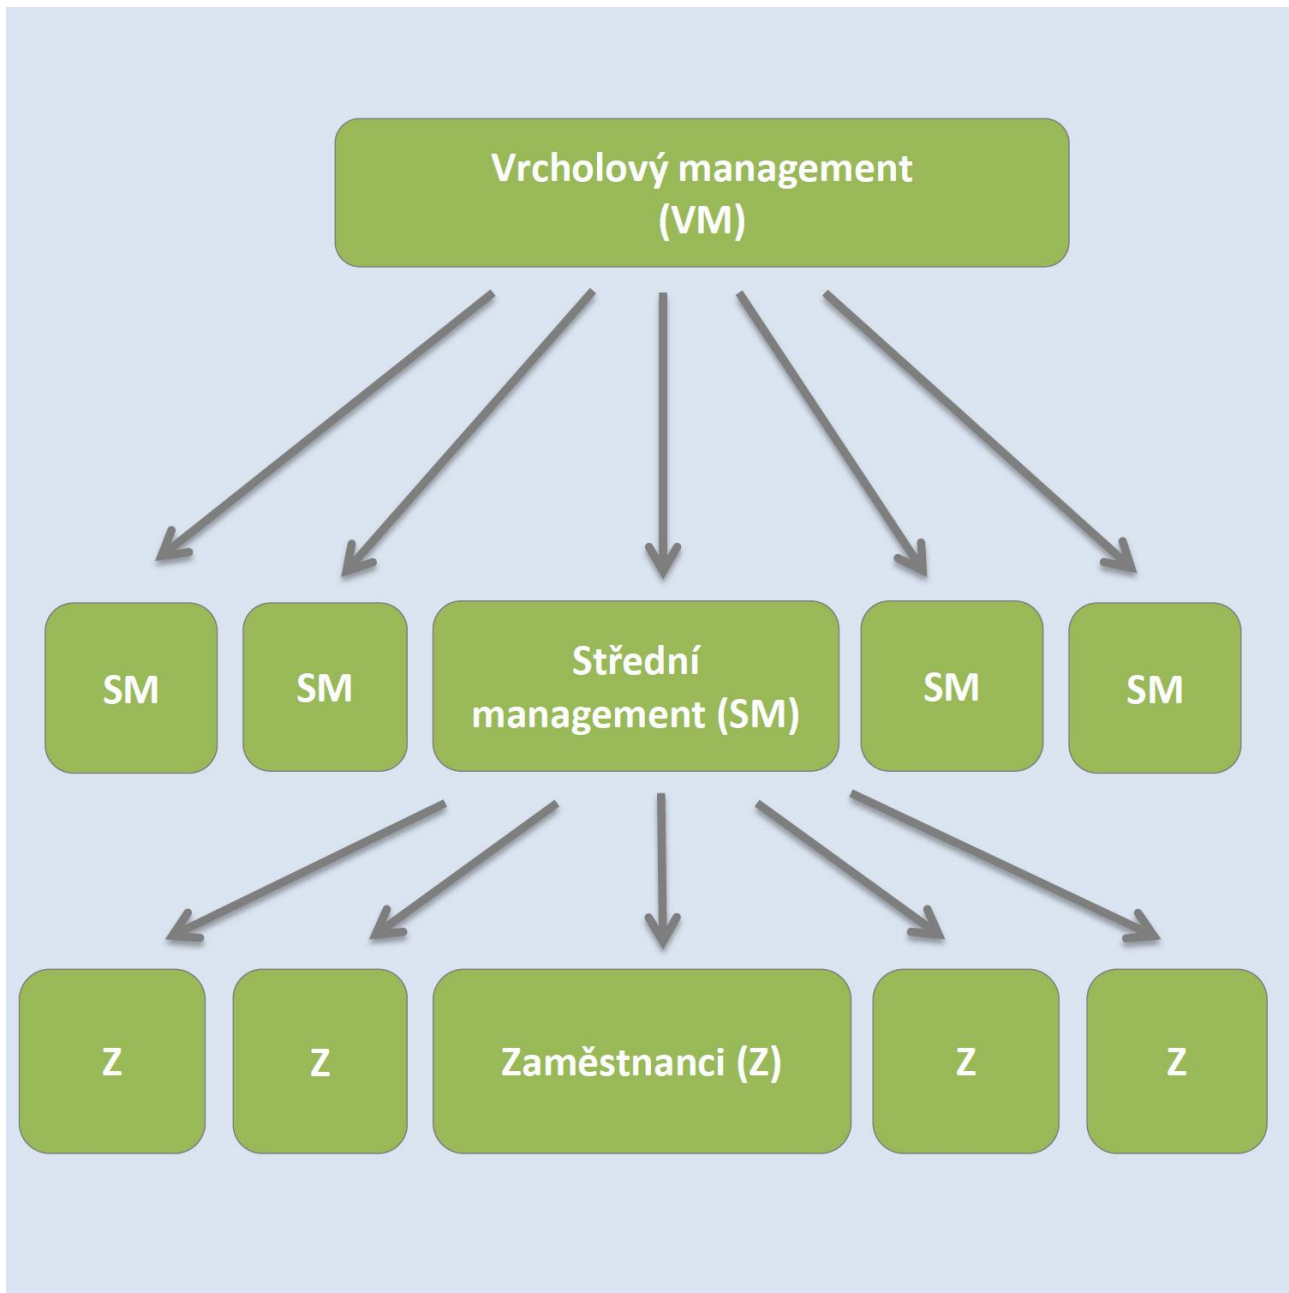 Vrcholový management
(VM)
SM
SM
Střední
management (SM)
SM
SM
Z
Z
Zaměstnanci (Z)
Z
Z